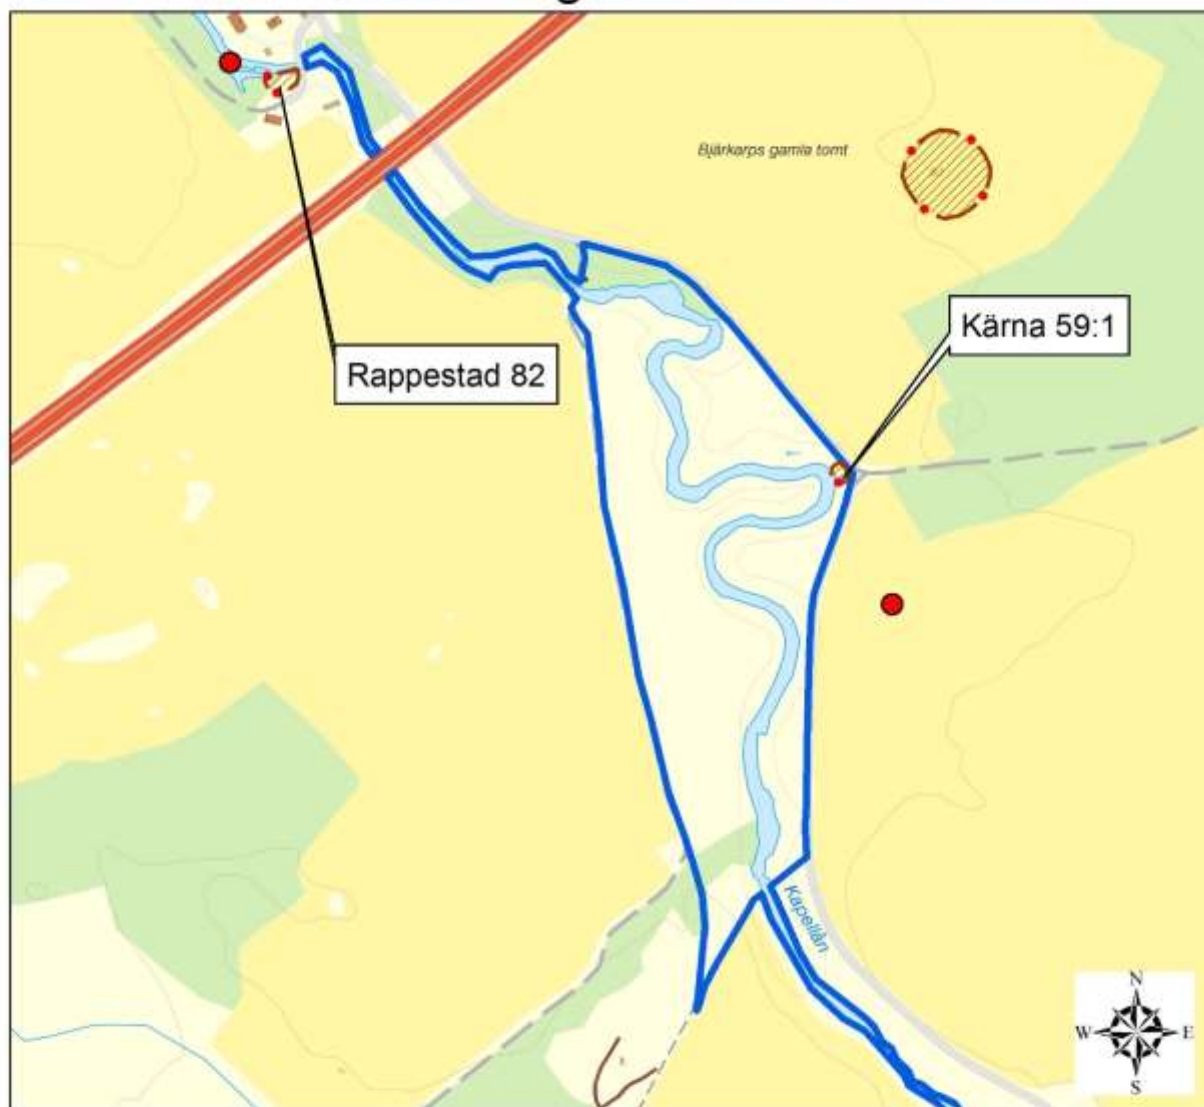 Bjärkarps gamla tomt
Kärna 59:1
Rappestad 82
Kapellån
N
W E
S